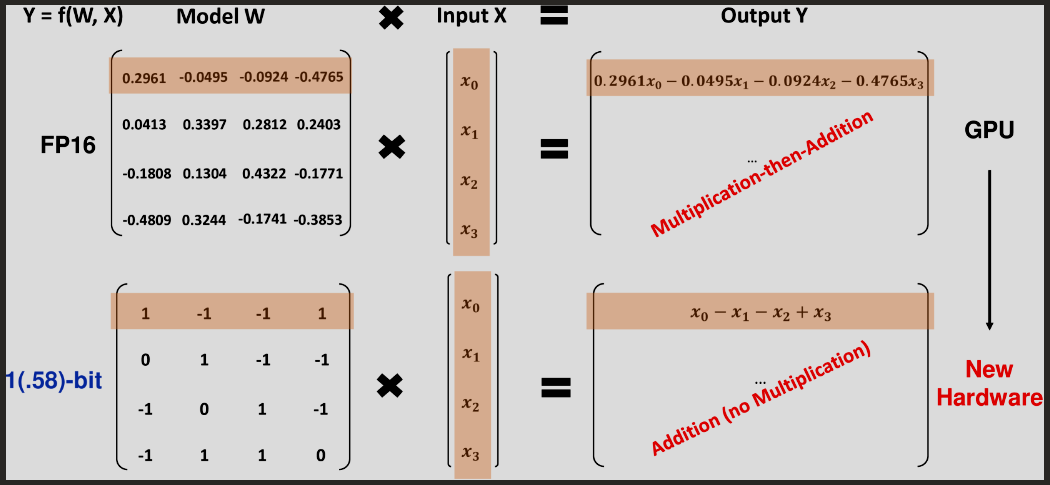 Y = f(W, X) Model W ✖ Input X = Output Y
0.2961 -0.0495 -0.0924 -0.4765
0.0413 0.3397 0.2812 0.2403
-0.1808 0.1304 0.4322 -0.1771
-0.4809 0.3244 -0.1741 -0.3853
FP16
✖
x₀
x₁
x₂
x₃
=
0.2961x₀ − 0.0495x₁ − 0.0924x₂ − 0.4765x₃
...
Multiplication-then-Addition
GPU
1 -1 -1 1
0 1 -1 -1
-1 0 1 -1
-1 1 1 0
1(.58)-bit
✖
x₀
x₁
x₂
x₃
=
x₀ − x₁ − x₂ + x₃
...
Addition (no Multiplication)
New
Hardware